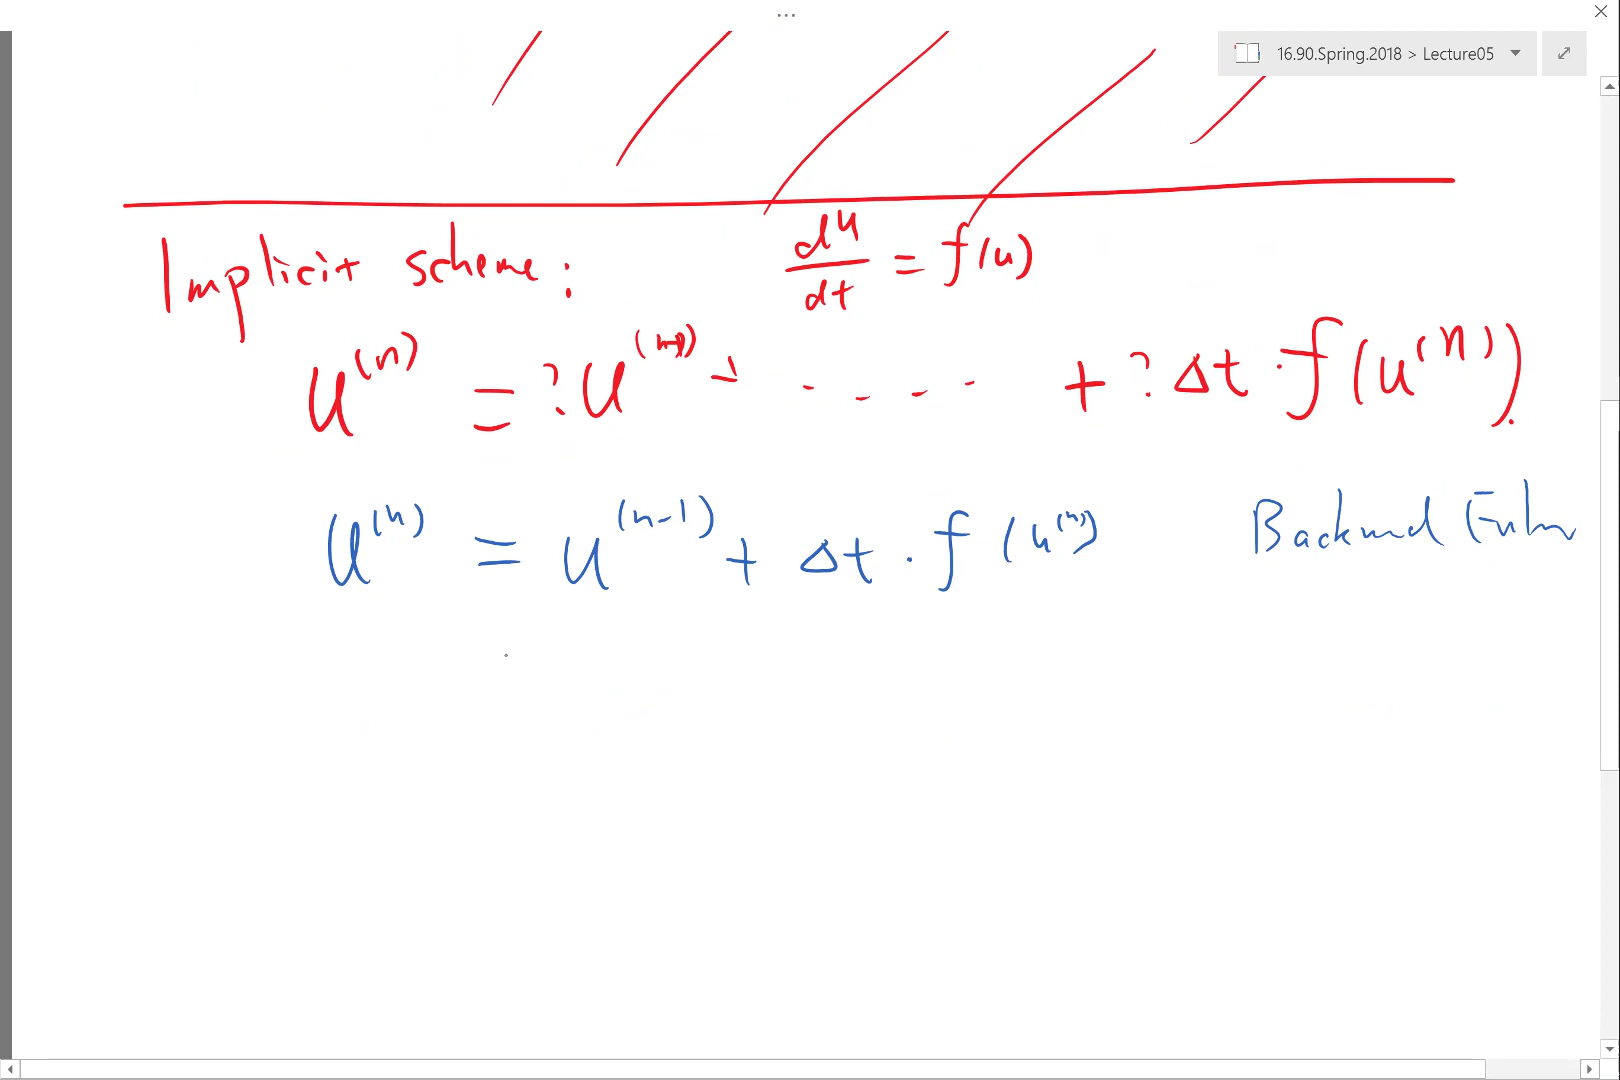 16.90.Spring.2018 > Lecture05
Implicit scheme: du/dt = f(u)
u^(n) = ? u^(n-1) + ..... + ? Δt · f(u^(n)).
u^(n) = u^(n-1) + Δt · f(u^(n)) Backward Euler